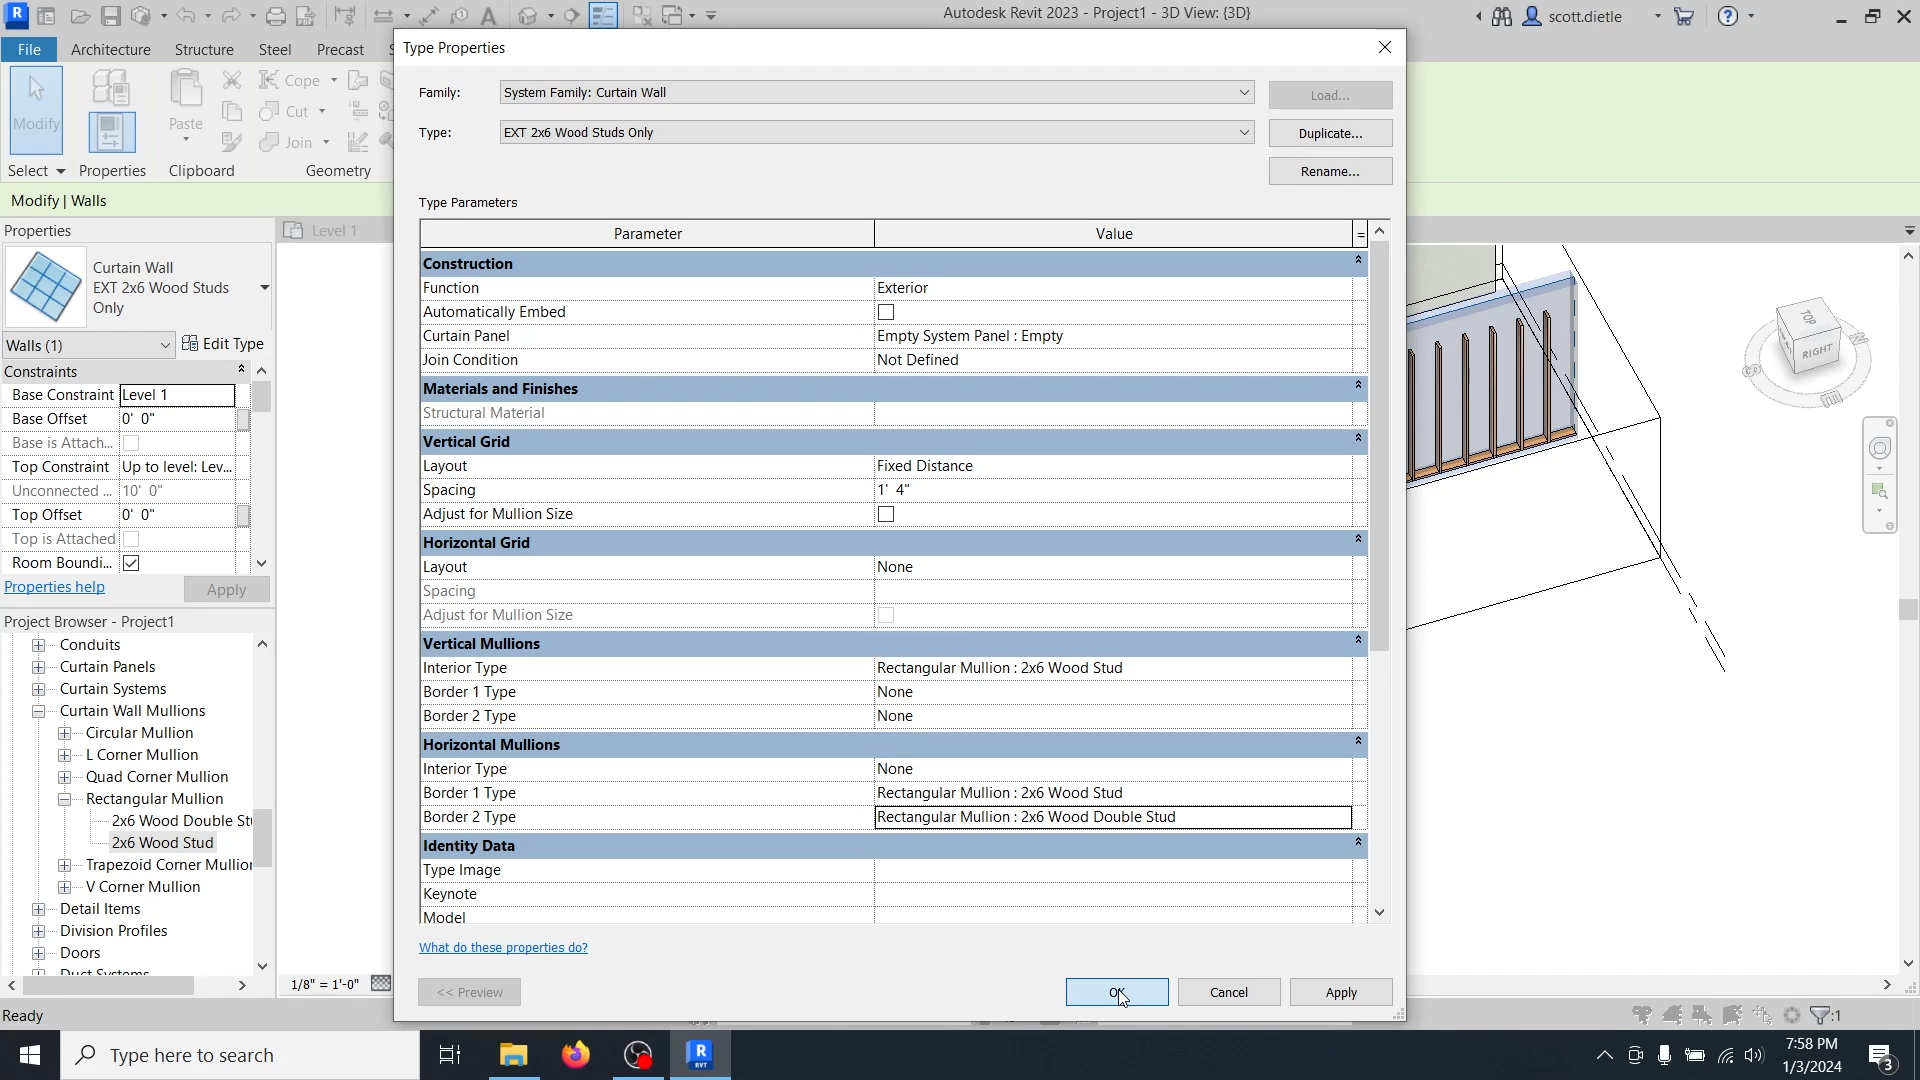 Autodesk Revit 2023 - Project1 - 3D View: {3D}
scott.dietle
File
Architecture
Structure
Steel
Precast
Modify
Paste
Cope
Cut
Join
Select
Properties
Clipboard
Geometry
Modify | Walls
Properties
Level 1
Curtain Wall
EXT 2x6 Wood Studs
Only
Walls (1)
Edit Type
Constraints
Base Constraint Level 1
Base Offset 0' 0"
Base is Attach...
Top Constraint Up to level: Lev...
Unconnected ... 10' 0"
Top Offset 0' 0"
Top is Attached
Room Boundi...
Properties help
Apply
Project Browser - Project1
Conduits
Curtain Panels
Curtain Systems
Curtain Wall Mullions
Circular Mullion
L Corner Mullion
Quad Corner Mullion
Rectangular Mullion
2x6 Wood Double St
2x6 Wood Stud
Trapezoid Corner Mullion
V Corner Mullion
Detail Items
Division Profiles
Doors
Duct Systems
Type Properties
Family:
System Family: Curtain Wall
Load...
Type:
EXT 2x6 Wood Studs Only
Duplicate...
Rename...
Type Parameters
Parameter Value =
Construction
Function Exterior
Automatically Embed
Curtain Panel Empty System Panel : Empty
Join Condition Not Defined
Materials and Finishes
Structural Material
Vertical Grid
Layout Fixed Distance
Spacing 1' 4"
Adjust for Mullion Size
Horizontal Grid
Layout None
Spacing
Adjust for Mullion Size
Vertical Mullions
Interior Type Rectangular Mullion : 2x6 Wood Stud
Border 1 Type None
Border 2 Type None
Horizontal Mullions
Interior Type None
Border 1 Type Rectangular Mullion : 2x6 Wood Stud
Border 2 Type Rectangular Mullion : 2x6 Wood Double Stud
Identity Data
Type Image
Keynote
Model
What do these properties do?
<< Preview
OK
Cancel
Apply
TOP
RIGHT
1/8" = 1'-0"
Ready
:1
Type here to search
R
RVT
7:58 PM
1/3/2024
3